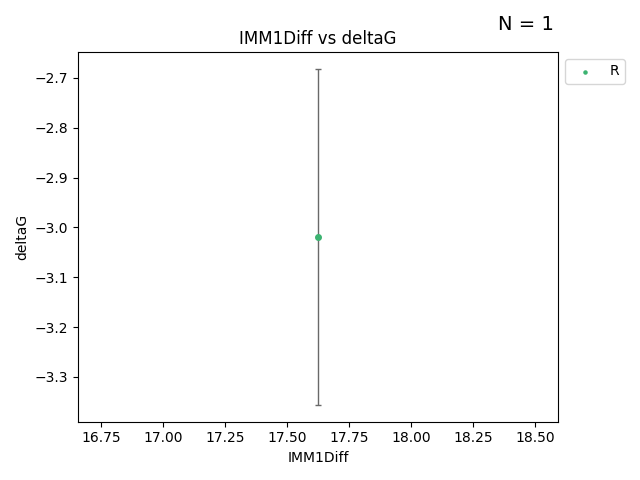 N = 1
IMM1Diff vs deltaG
R
deltaG
−2.7
−2.8
−2.9
−3.0
−3.1
−3.2
−3.3
16.75 17.00 17.25 17.50 17.75 18.00 18.25 18.50
IMM1Diff